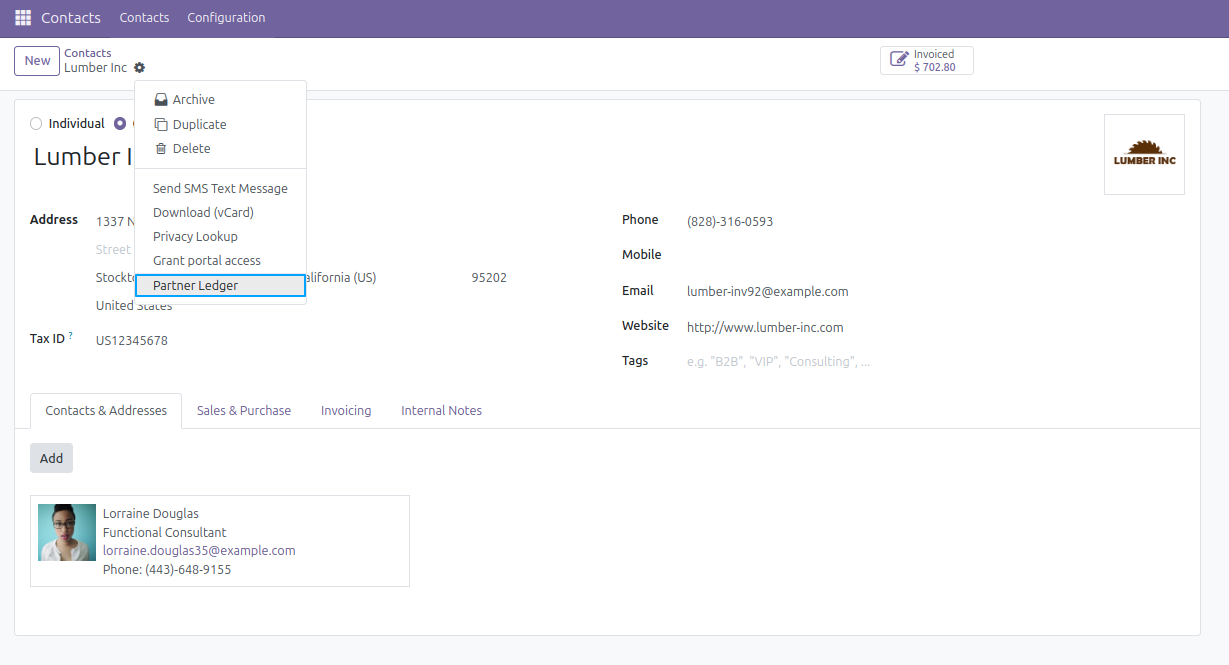 Contacts Contacts Configuration
New
Contacts
Lumber Inc
Invoiced
$ 702.80
Archive
Duplicate
Delete
Send SMS Text Message
Download (vCard)
Privacy Lookup
Grant portal access
Partner Ledger
Individual
Lumber I
LUMBER INC
Address 1337 N
Street
Stockto alifornia (US) 95202
United States
Tax ID ? US12345678
Phone (828)-316-0593
Mobile
Email lumber-inv92@example.com
Website http://www.lumber-inc.com
Tags e.g. "B2B", "VIP", "Consulting", ...
Contacts & Addresses Sales & Purchase Invoicing Internal Notes
Add
Lorraine Douglas
Functional Consultant
lorraine.douglas35@example.com
Phone: (443)-648-9155